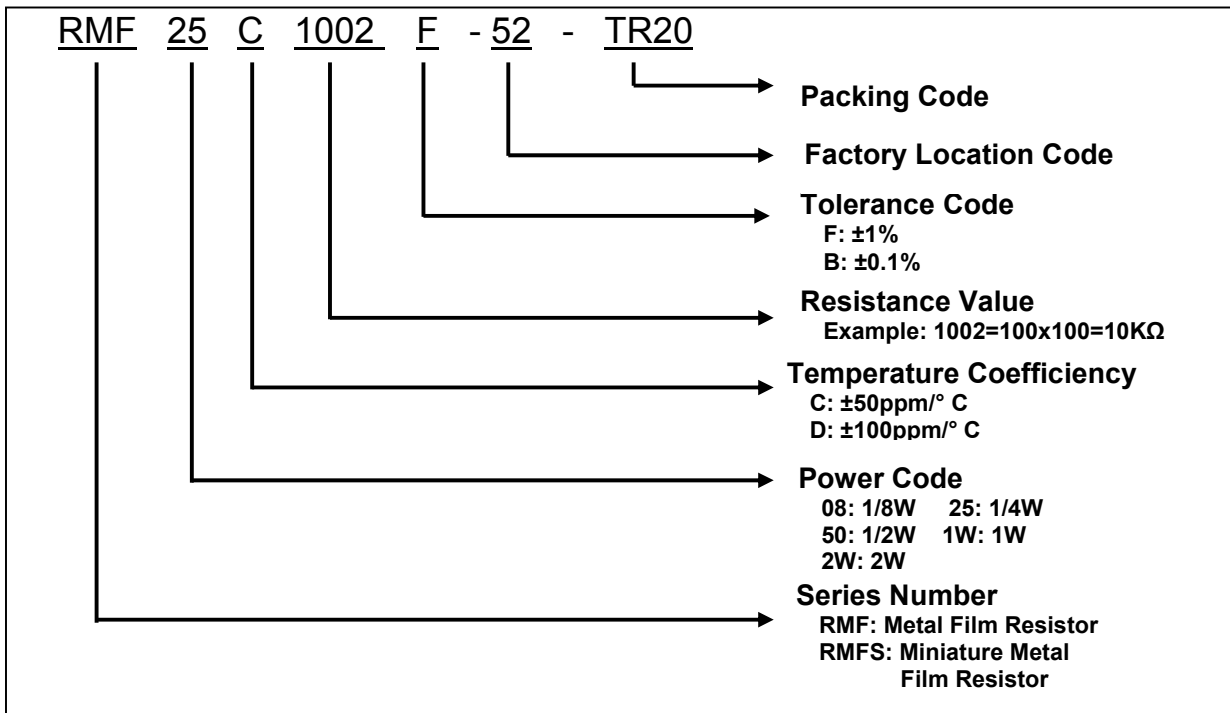 RMF 25 C 1002 F - 52 - TR20
Packing Code
Factory Location Code
Tolerance Code
F: ±1%
B: ±0.1%
Resistance Value
Example: 1002=100x100=10KΩ
Temperature Coefficiency
C: ±50ppm/° C
D: ±100ppm/° C
Power Code
08: 1/8W 25: 1/4W
50: 1/2W 1W: 1W
2W: 2W
Series Number
RMF: Metal Film Resistor
RMFS: Miniature Metal
Film Resistor